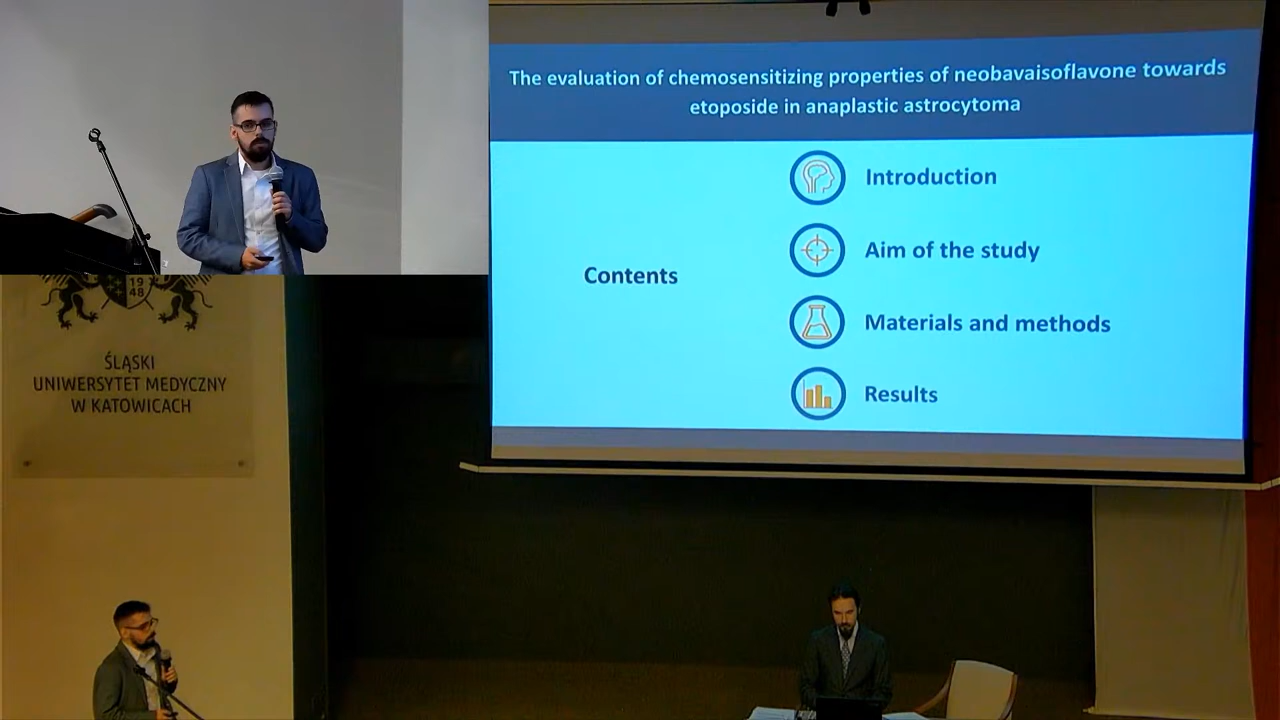 The evaluation of chemosensitizing properties of neobavaisoflavone towards
etoposide in anaplastic astrocytoma
Contents
Introduction
Aim of the study
Materials and methods
Results
19
48
ŚLĄSKI
UNIWERSYTET MEDYCZNY
W KATOWICACH